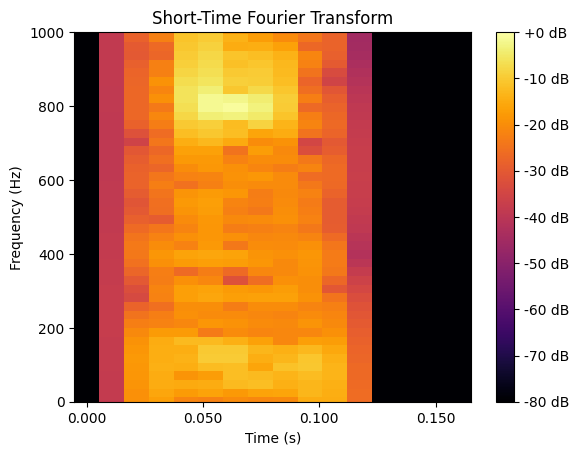 Short-Time Fourier Transform
1000
800
600
400
200
0
Frequency (Hz)
0.000
0.050
0.100
0.150
Time (s)
+0 dB
-10 dB
-20 dB
-30 dB
-40 dB
-50 dB
-60 dB
-70 dB
-80 dB